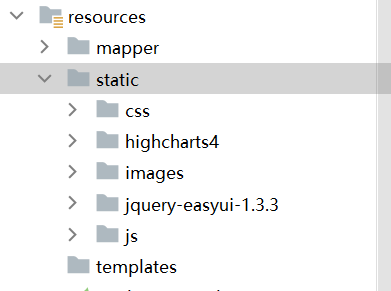 resources
mapper
static
css
highcharts4
images
jquery-easyui-1.3.3
js
templates